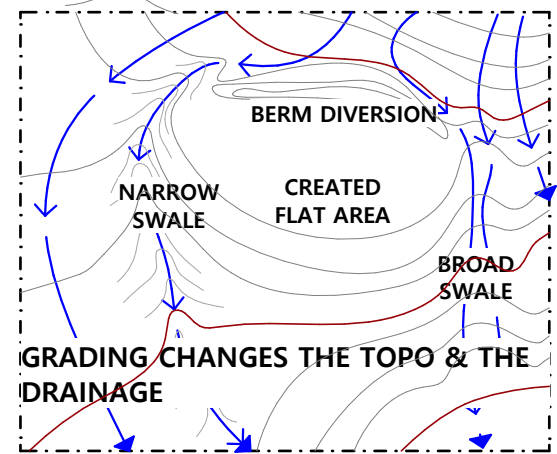 BERM DIVERSION
NARROW
SWALE
CREATED
FLAT AREA
BROAD
SWALE
GRADING CHANGES THE TOPO & THE
DRAINAGE